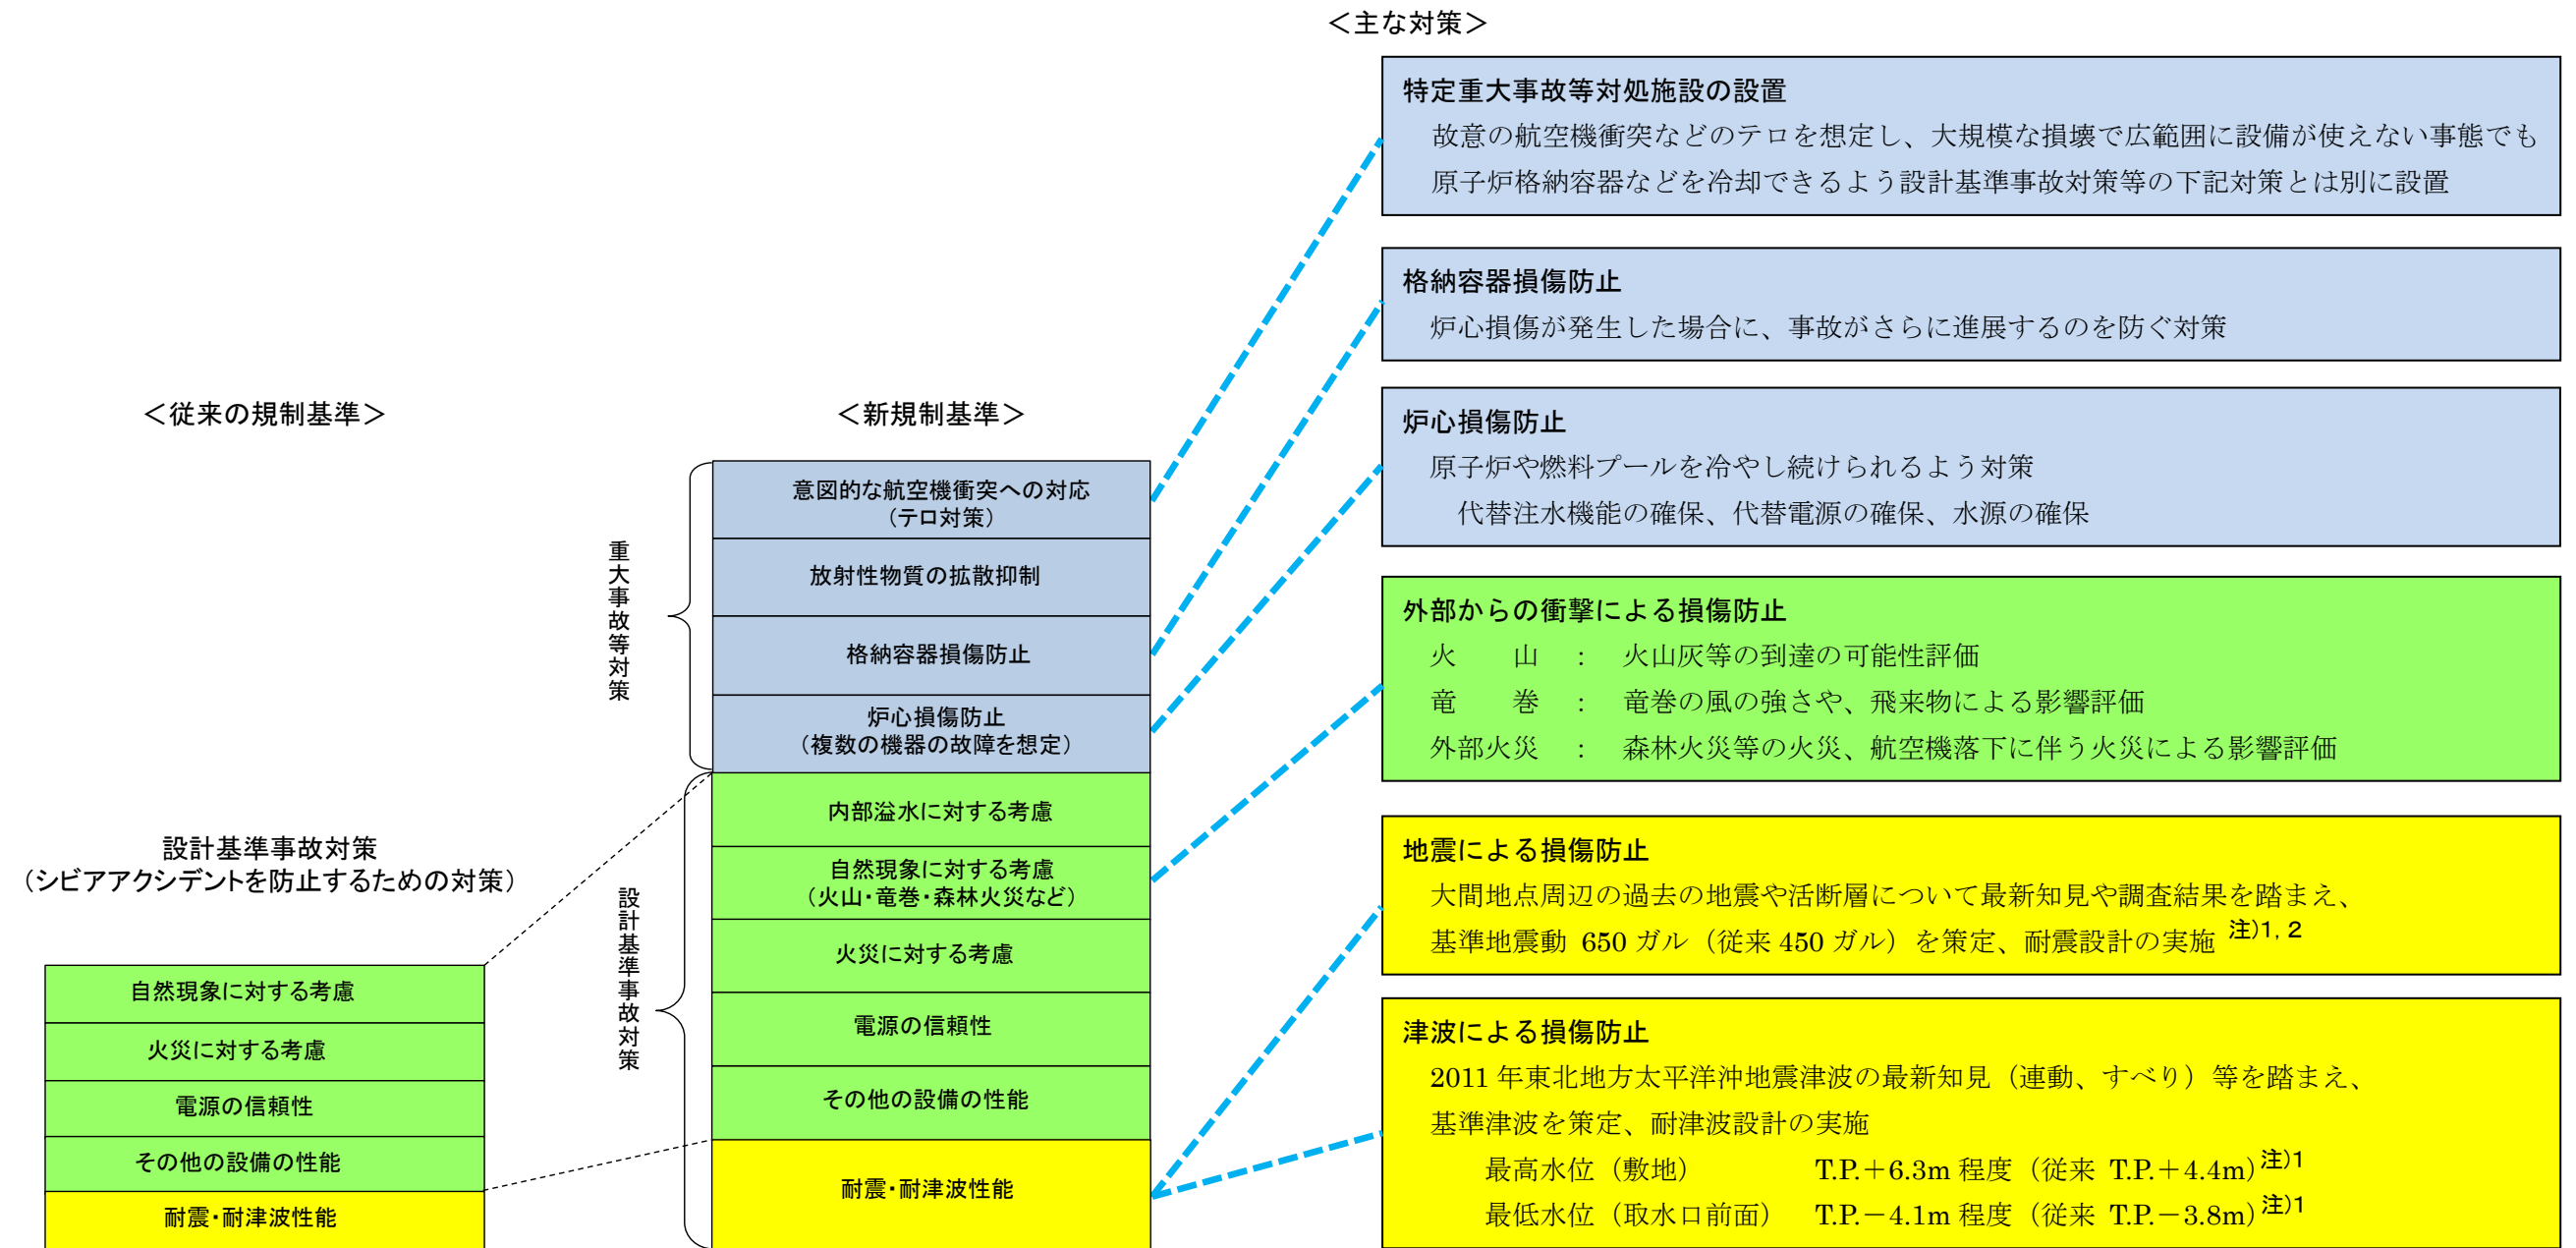 ＜主な対策＞
特定重大事故等対処施設の設置
故意の航空機衝突などのテロを想定し、大規模な損壊で広範囲に設備が使えない事態でも
原子炉格納容器などを冷却できるよう設計基準事故対策等の下記対策とは別に設置
格納容器損傷防止
炉心損傷が発生した場合に、事故がさらに進展するのを防ぐ対策
炉心損傷防止
原子炉や燃料プールを冷やし続けられるよう対策
代替注水機能の確保、代替電源の確保、水源の確保
外部からの衝撃による損傷防止
火　山　：　火山灰等の到達の可能性評価
竜　巻　：　竜巻の風の強さや、飛来物による影響評価
外部火災　：　森林火災等の火災、航空機落下に伴う火災による影響評価
地震による損傷防止
大間地点周辺の過去の地震や活断層について最新知見や調査結果を踏まえ、
基準地震動 650 ガル（従来 450 ガル）を策定、耐震設計の実施 注)1, 2
津波による損傷防止
2011 年東北地方太平洋沖地震津波の最新知見（連動、すべり）等を踏まえ、
基準津波を策定、耐津波設計の実施
最高水位（敷地）　T.P.＋6.3m 程度（従来 T.P.＋4.4m）注)1
最低水位（取水口前面）　T.P.－4.1m 程度（従来 T.P.－3.8m）注)1
＜従来の規制基準＞
設計基準事故対策
（シビアアクシデントを防止するための対策）
自然現象に対する考慮
火災に対する考慮
電源の信頼性
その他の設備の性能
耐震・耐津波性能
＜新規制基準＞
重大事故等対策
意図的な航空機衝突への対応
（テロ対策）
放射性物質の拡散抑制
格納容器損傷防止
炉心損傷防止
（複数の機器の故障を想定）
設計基準事故対策
内部溢水に対する考慮
自然現象に対する考慮
（火山・竜巻・森林火災など）
火災に対する考慮
電源の信頼性
その他の設備の性能
耐震・耐津波性能